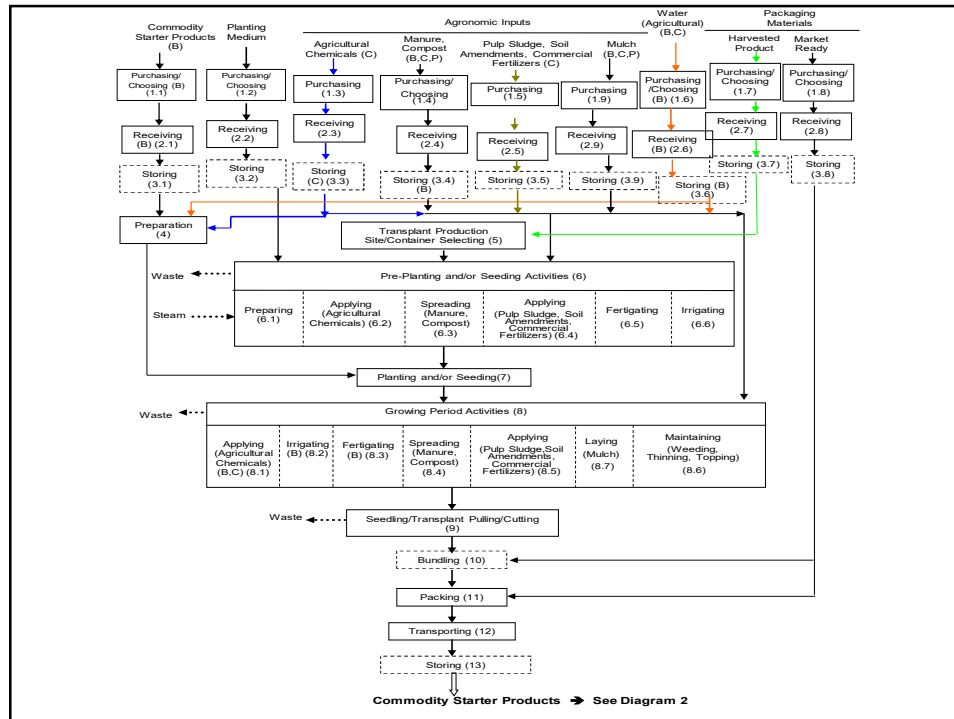 Commodity
Starter Products
(B)
Planting
Medium
Agronomic Inputs
Water
(Agricultural)
(B,C)
Packaging
Materials
Agricultural
Chemicals (C)
Manure,
Compost
(B,C,P)
Pulp Sludge, Soil
Amendments, Commercial
Fertilizers (C)
Mulch
(B,C,P)
Harvested
Product
Market
Ready
Purchasing/
Choosing (B)
(1.1)
Purchasing/
Choosing
(1.2)
Purchasing
(1.3)
Purchasing/
Choosing
(1.4)
Purchasing
(1.5)
Purchasing
(1.9)
Purchasing
/Choosing
(B) (1.6)
Purchasing/
Choosing
(1.7)
Purchasing/
Choosing
(1.8)
Receiving
(B) (2.1)
Receiving
(2.2)
Receiving
(2.3)
Receiving
(2.4)
Receiving
(2.5)
Receiving
(2.9)
Receiving
(B) (2.6)
Receiving
(2.7)
Receiving
(2.8)
Storing
(3.1)
Storing
(3.2)
Storing
(C) (3.3)
Storing (3.4)
(B)
Storing (3.5)
Storing (3.9)
Storing (B)
(3.6)
Storing (3.7)
Storing
(3.8)
Preparation
(4)
Transplant Production
Site/Container Selecting (5)
Waste
Pre-Planting and/or Seeding Activities (6)
Steam
Preparing
(6.1)
Applying
(Agricultural
Chemicals) (6.2)
Spreading
(Manure,
Compost)
(6.3)
Applying
(Pulp Sludge, Soil
Amendments,
Commercial
Fertilizers) (6.4)
Fertigating
(6.5)
Irrigating
(6.6)
Planting and/or Seeding(7)
Waste
Growing Period Activities (8)
Applying
(Agricultural
Chemicals)
(B,C) (8.1)
Irrigating
(B) (8.2)
Fertigating
(B) (8.3)
Spreading
(Manure,
Compost)
(8.4)
Applying
(Pulp Sludge,Soil
Amendments,
Commercial
Fertilizers) (8.5)
Laying
(Mulch)
(8.7)
Maintaining
(Weeding,
Thinning, Topping)
(8.6)
Waste
Seedling/Transplant Pulling/Cutting
(9)
Bundling (10)
Packing (11)
Transporting (12)
Storing (13)
Commodity Starter Products → See Diagram 2